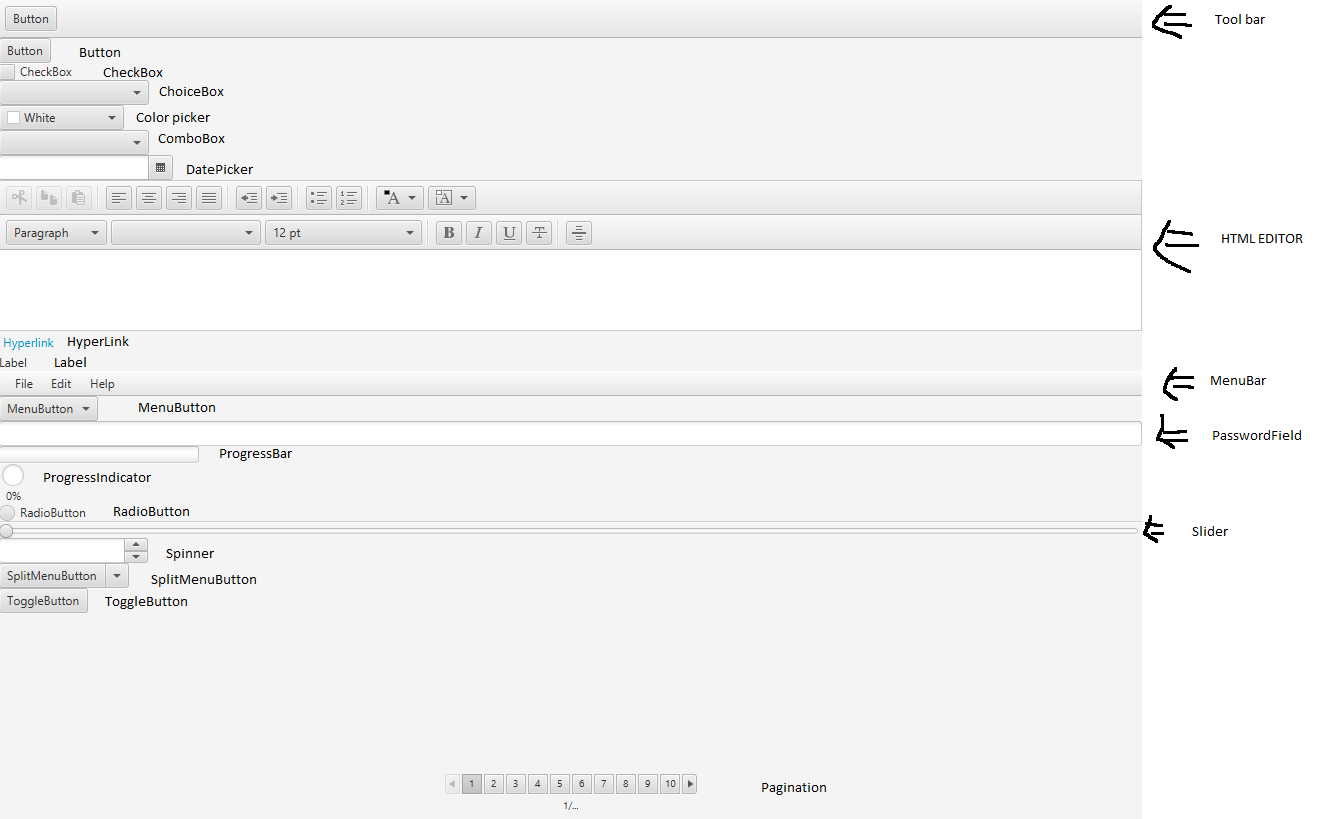 Button Tool bar
Button Button
CheckBox CheckBox
ChoiceBox
White Color picker
ComboBox
DatePicker
A A
Paragraph 12 pt B I U T
HTML EDITOR
Hyperlink HyperLink
Label Label
File Edit Help MenuBar
MenuButton MenuButton
PasswordField
ProgressBar
ProgressIndicator
0%
RadioButton RadioButton
Slider
Spinner
SplitMenuButton SplitMenuButton
ToggleButton ToggleButton
1 2 3 4 5 6 7 8 9 10 Pagination
1/...